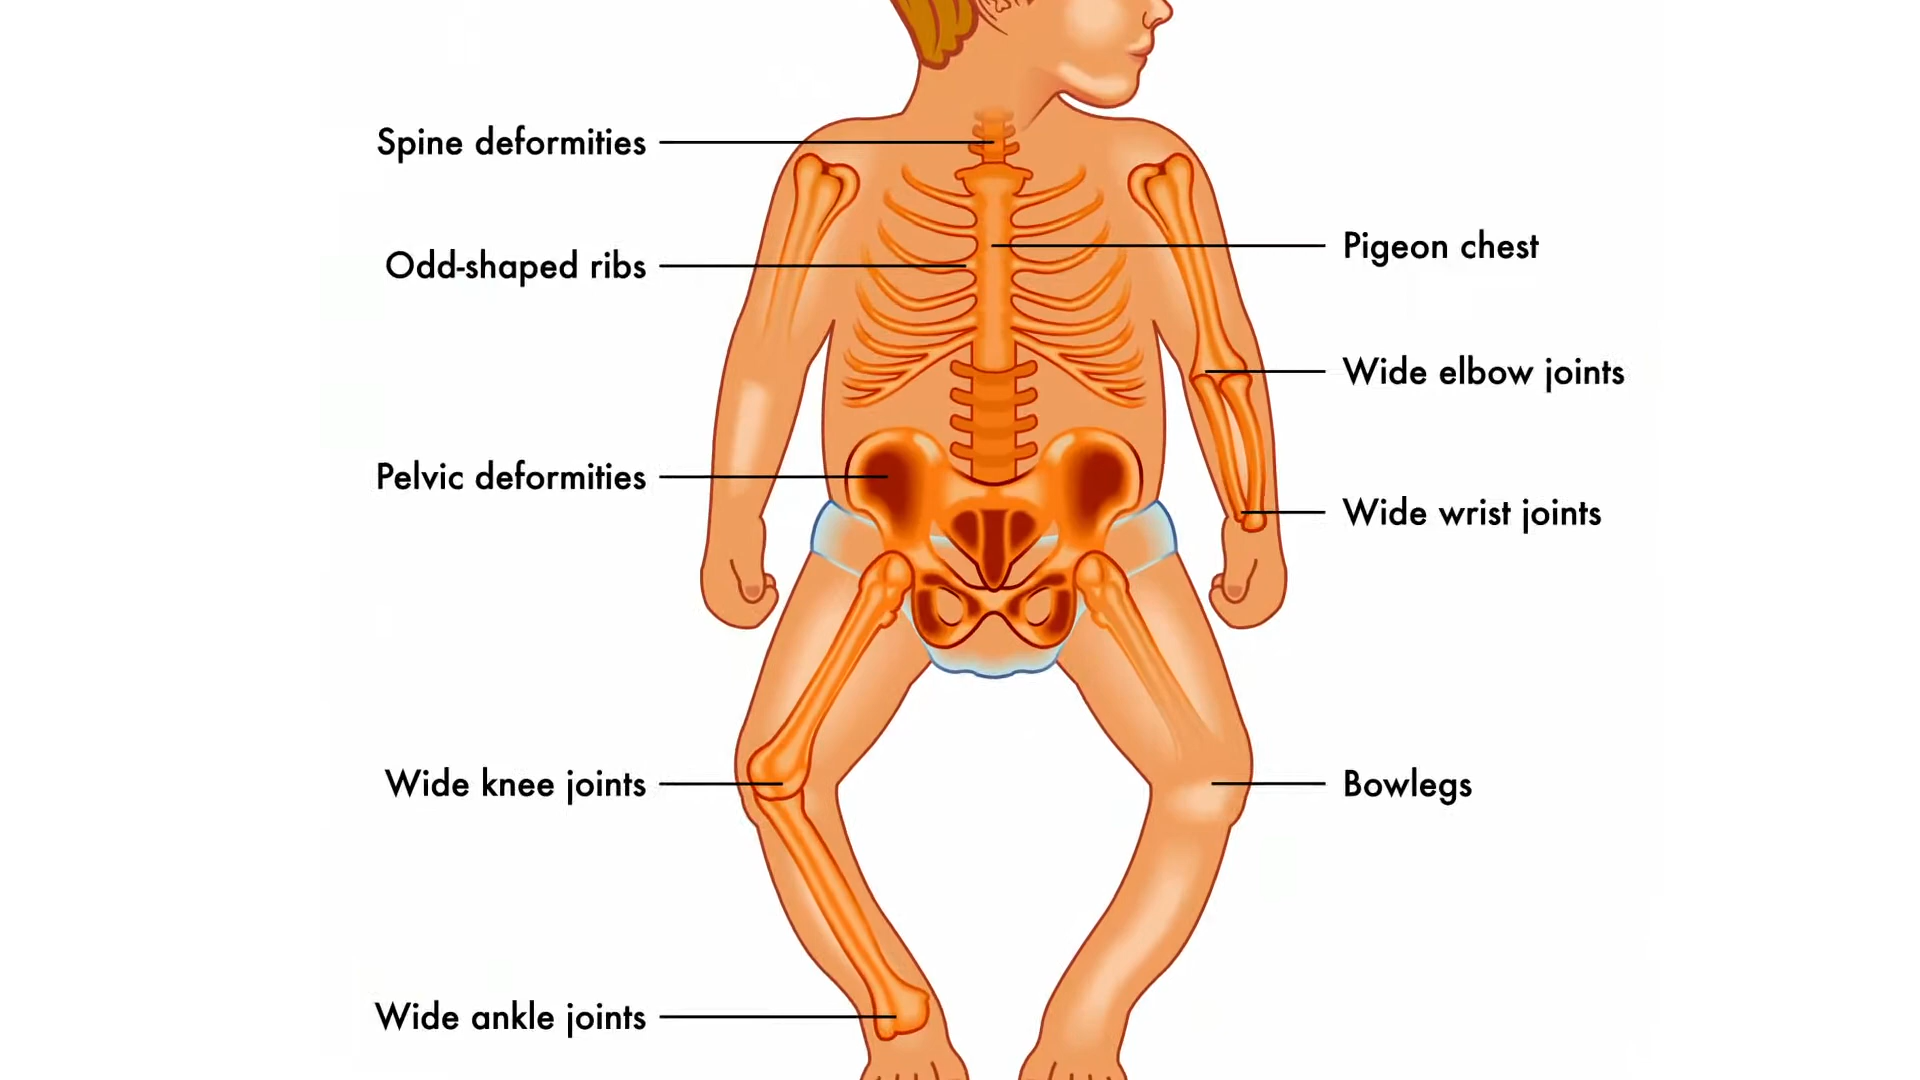 Spine deformities
Odd-shaped ribs
Pigeon chest
Wide elbow joints
Pelvic deformities
Wide wrist joints
Wide knee joints
Bowlegs
Wide ankle joints